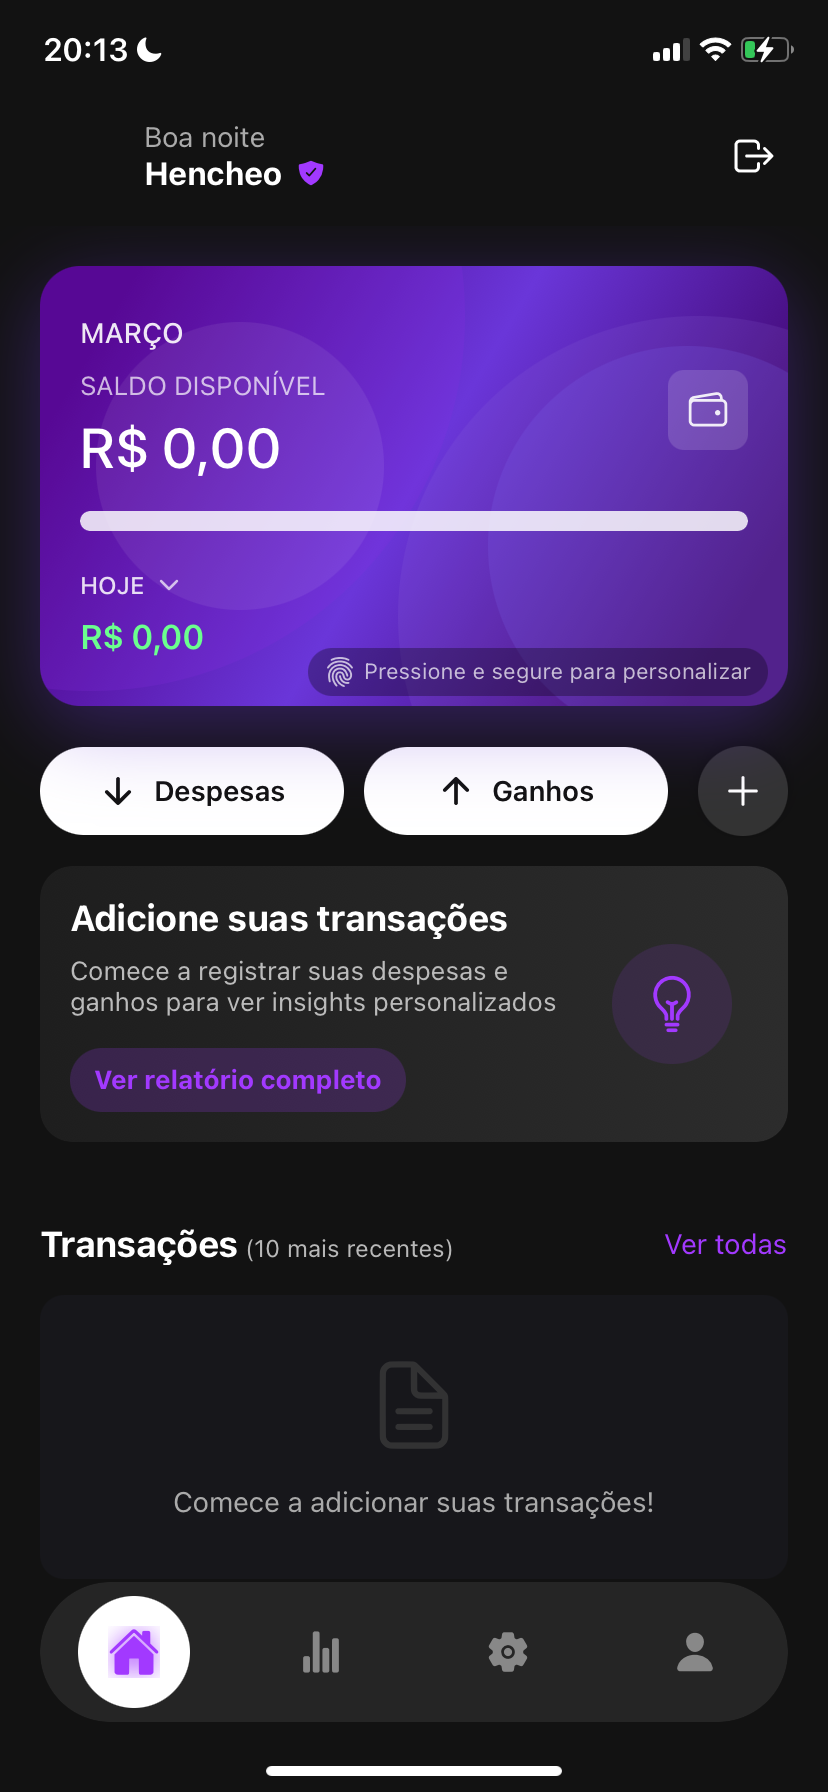 20:13
Boa noite
Hencheo
MARÇO
SALDO DISPONÍVEL
R$ 0,00
HOJE
R$ 0,00
Pressione e segure para personalizar
Despesas
Ganhos
Adicione suas transações
Comece a registrar suas despesas e
ganhos para ver insights personalizados
Ver relatório completo
Transações (10 mais recentes)
Ver todas
Comece a adicionar suas transações!